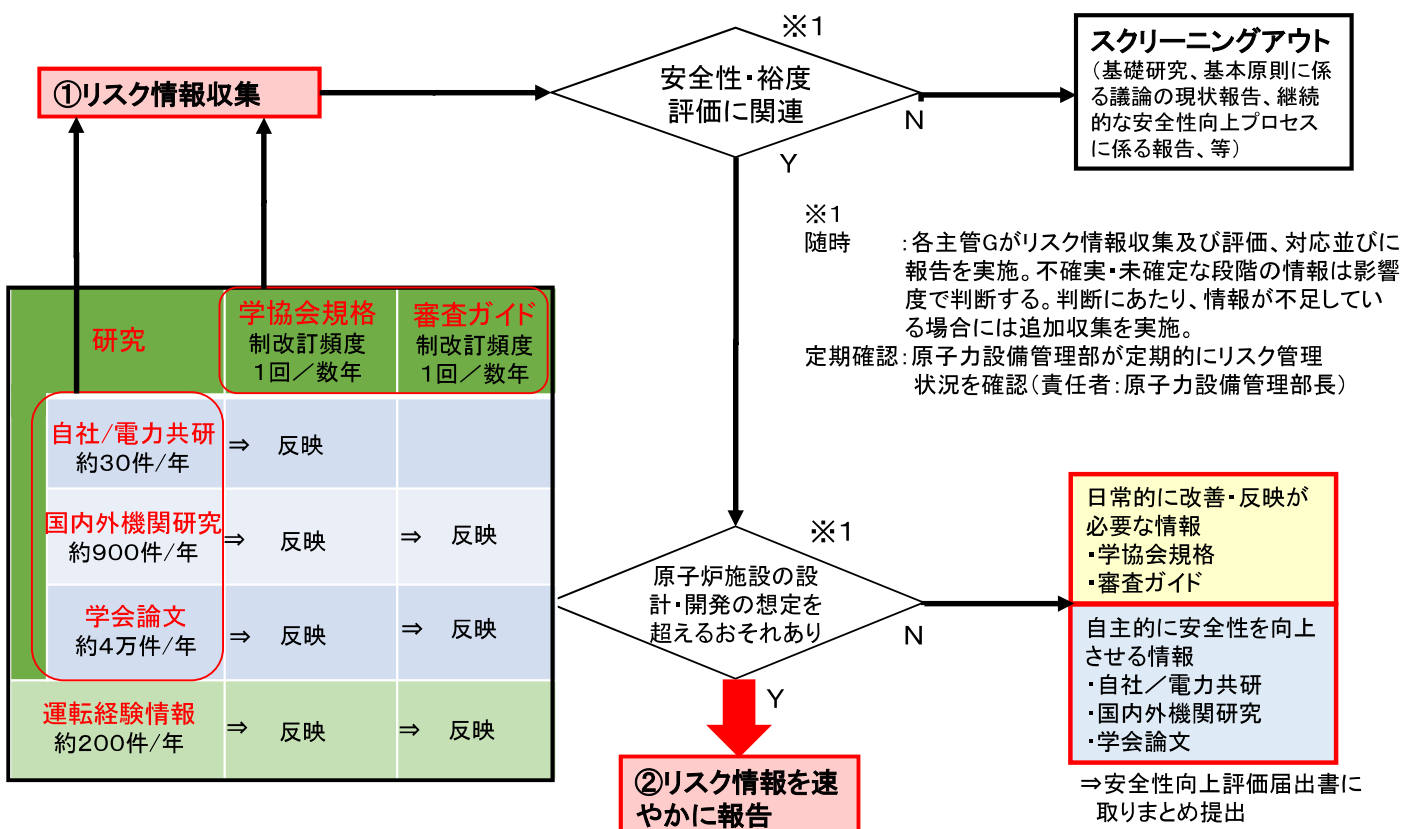 ①リスク情報収集
※1
安全性・裕度
評価に関連
N
Y
スクリーニングアウト
(基礎研究、基本原則に係
る議論の現状報告、継続
的な安全性向上プロセス
に係る報告、等)
※1
随時　：各主管Gがリスク情報収集及び評価、対応並びに
報告を実施。不確実・未確定な段階の情報は影響
度で判断する。判断にあたり、情報が不足してい
る場合には追加収集を実施。
定期確認：原子力設備管理部が定期的にリスク管理
状況を確認（責任者：原子力設備管理部長）
研究
学協会規格
制改訂頻度
1回／数年
審査ガイド
制改訂頻度
1回／数年
自社/電力共研
約30件/年
⇒ 反映
国内外機関研究
約900件/年
⇒ 反映 ⇒ 反映
学会論文
約4万件/年
⇒ 反映 ⇒ 反映
運転経験情報
約200件/年
⇒ 反映 ⇒ 反映
※1
原子炉施設の設
計・開発の想定を
超えるおそれあり
N
Y
②リスク情報を速
やかに報告
日常的に改善・反映が
必要な情報
・学協会規格
・審査ガイド
自主的に安全性を向上
させる情報
・自社／電力共研
・国内外機関研究
・学会論文
⇒安全性向上評価届出書に
取りまとめ提出